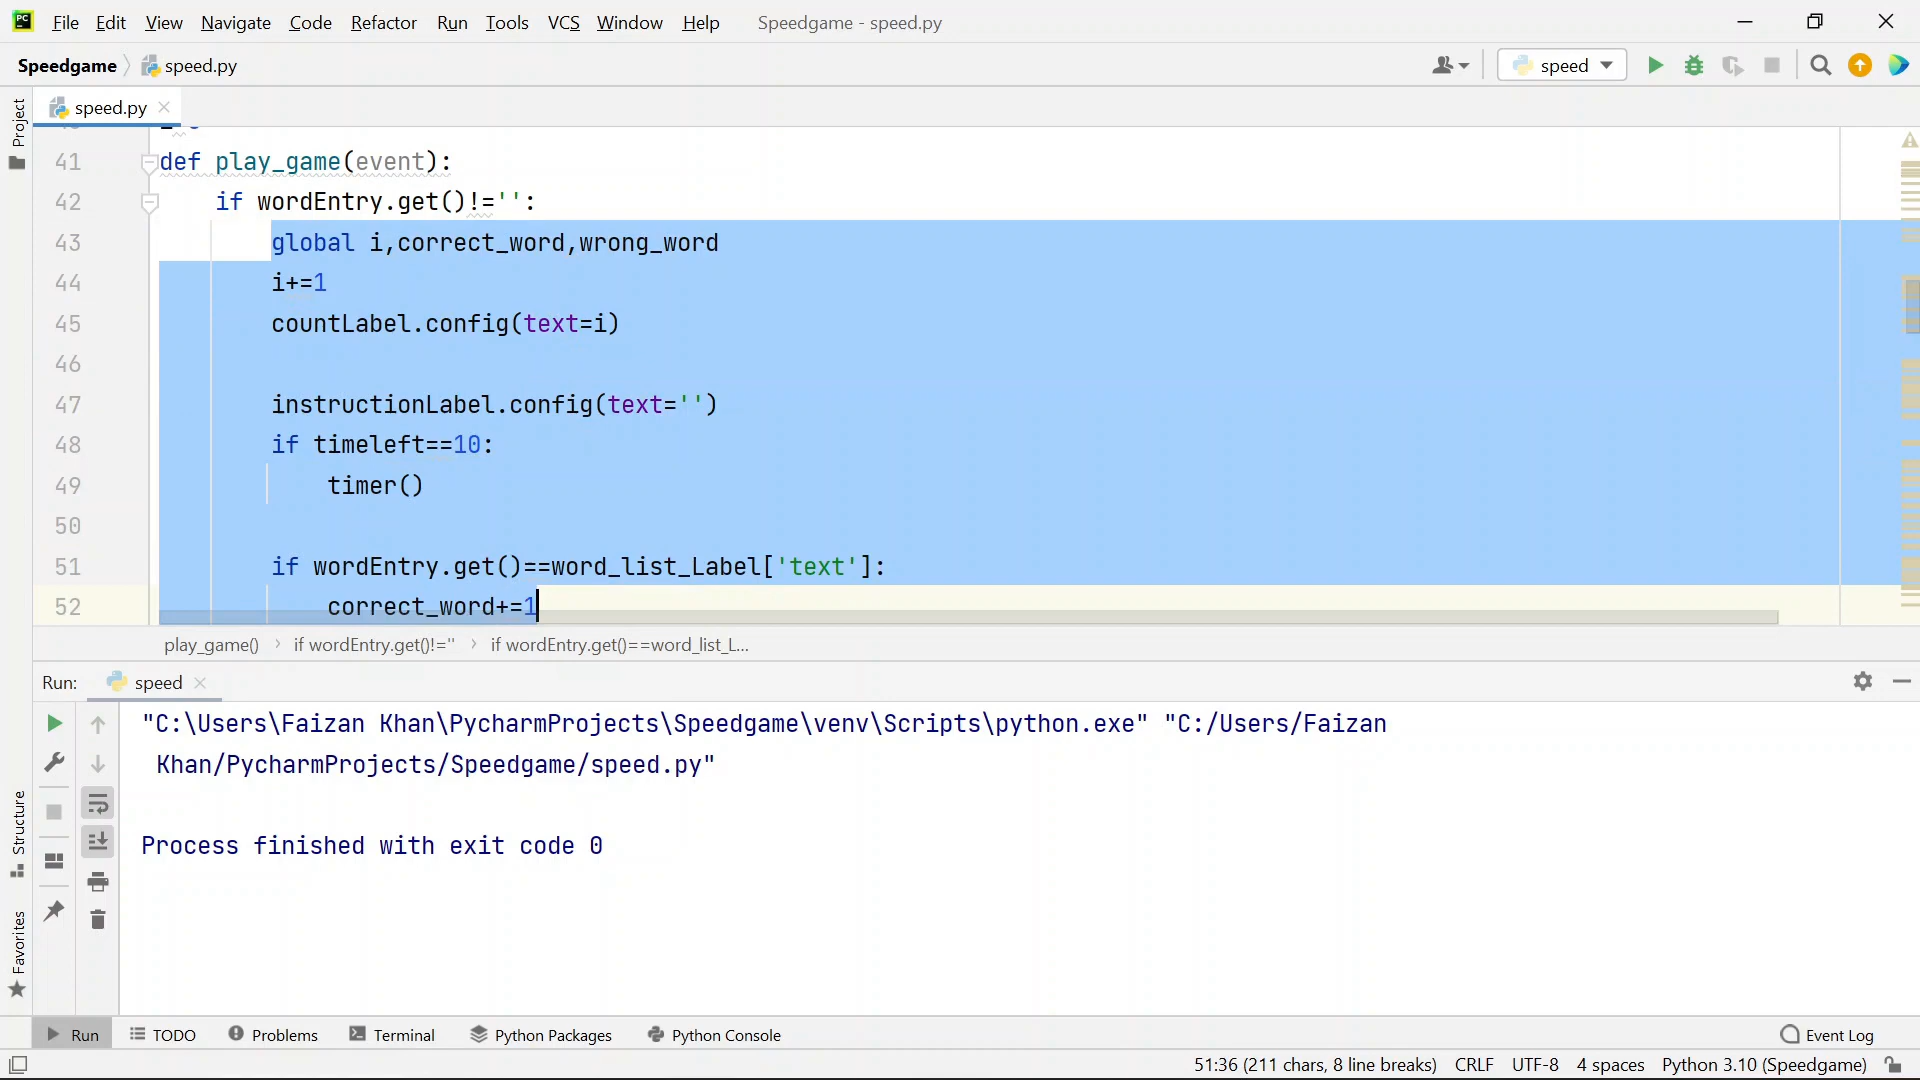 PC File Edit View Navigate Code Refactor Run Tools VCS Window Help Speedgame - speed.py
Speedgame speed.py speed
Project speed.py
41 def play_game(event):
42 if wordEntry.get()!='':
43 global i,correct_word,wrong_word
44 i+=1
45 countLabel.config(text=i)
46
47 instructionLabel.config(text='')
48 if timeleft==10:
49 timer()
50
51 if wordEntry.get()==word_list_Label['text']:
52 correct_word+=1
play_game() if wordEntry.get()!='' if wordEntry.get()==word_list_L...
Run: speed
"C:\Users\Faizan Khan\PycharmProjects\Speedgame\venv\Scripts\python.exe" "C:/Users/Faizan
Khan/PycharmProjects/Speedgame/speed.py"
Process finished with exit code 0
Structure
Favorites
Run TODO Problems Terminal Python Packages Python Console Event Log
51:36 (211 chars, 8 line breaks) CRLF UTF-8 4 spaces Python 3.10 (Speedgame)